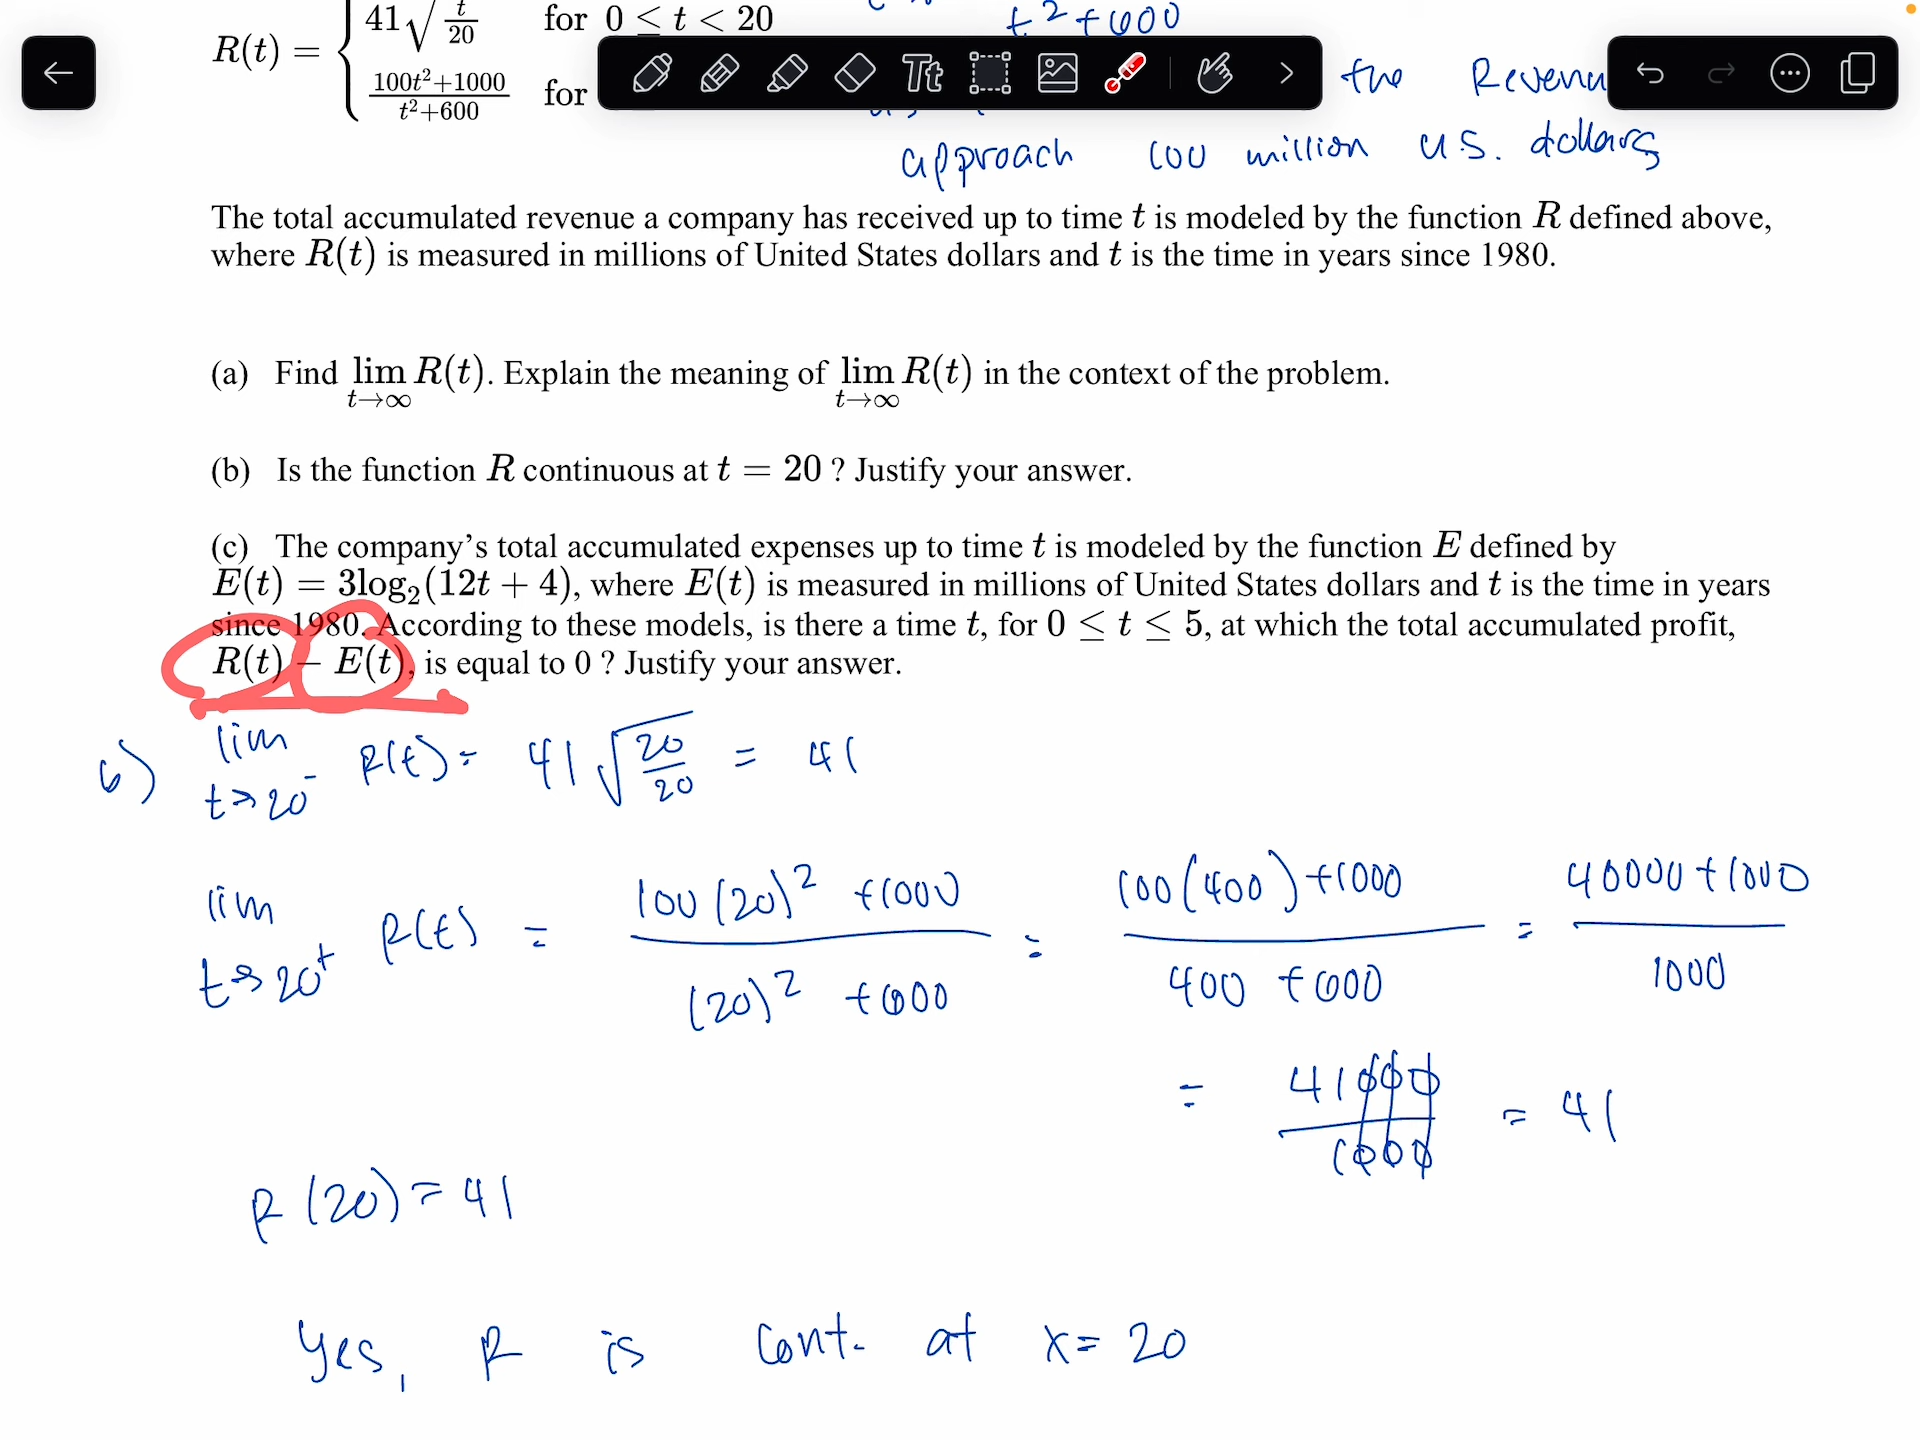 R(t) = { 41√(t/20) for 0 ≤ t < 20
(100t²+1000)/(t²+600) for
t² + 600
the Revenu
approach 100 million U.S. dollars
Tt
The total accumulated revenue a company has received up to time t is modeled by the function R defined above,
where R(t) is measured in millions of United States dollars and t is the time in years since 1980.
(a) Find lim t→∞ R(t). Explain the meaning of lim t→∞ R(t) in the context of the problem.
(b) Is the function R continuous at t = 20 ? Justify your answer.
(c) The company's total accumulated expenses up to time t is modeled by the function E defined by
E(t) = 3log₂(12t + 4), where E(t) is measured in millions of United States dollars and t is the time in years
since 1980. According to these models, is there a time t, for 0 ≤ t ≤ 5, at which the total accumulated profit,
R(t) − E(t), is equal to 0 ? Justify your answer.
b) lim t→20⁻ R(t) = 41√(20/20) = 41
lim t→20⁺ R(t) = (100(20)² + 1000)/((20)² + 600) = (100(400) + 1000)/(400 + 600) = (40000 + 1000)/1000
= 41000/1000 = 41
R(20) = 41
Yes, R is cont. at x = 20